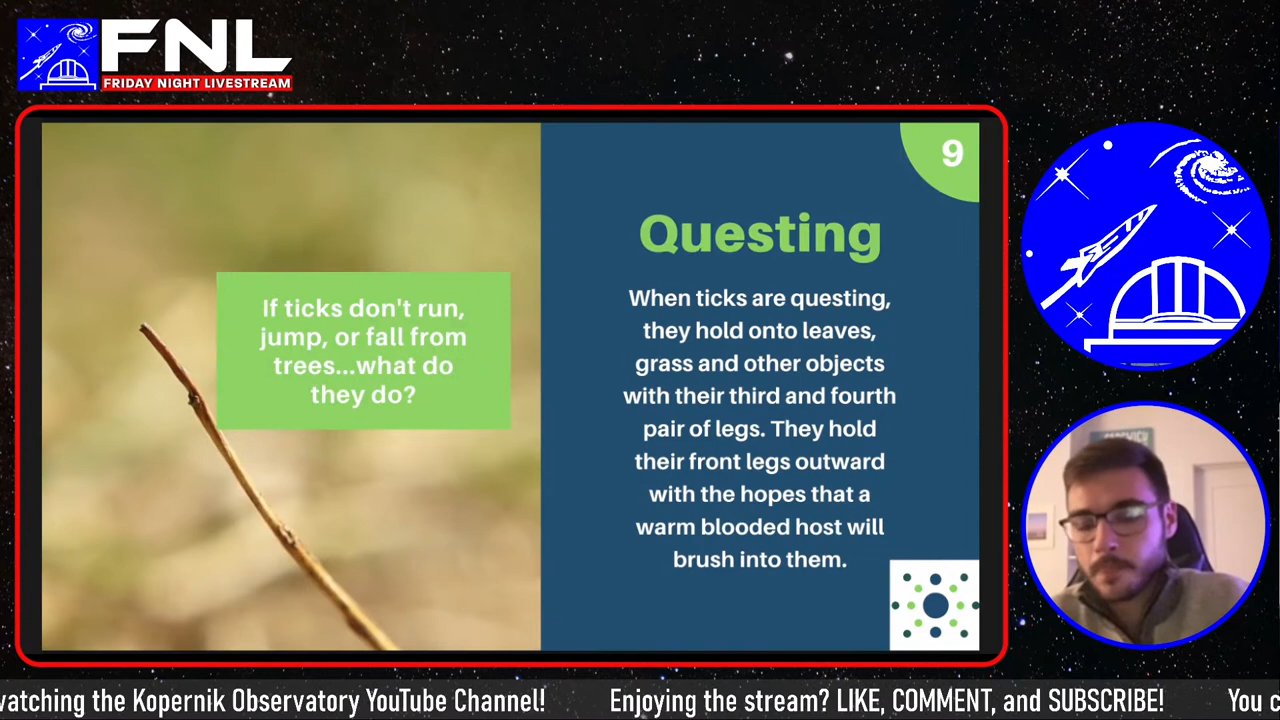 FNL
FRIDAY NIGHT LIVESTREAM
If ticks don't run,
jump, or fall from
trees...what do
they do?
9
Questing
When ticks are questing,
they hold onto leaves,
grass and other objects
with their third and fourth
pair of legs. They hold
their front legs outward
with the hopes that a
warm blooded host will
brush into them.
SETI
watching the Kopernik Observatory YouTube Channel! Enjoying the stream? LIKE, COMMENT, and SUBSCRIBE! You c